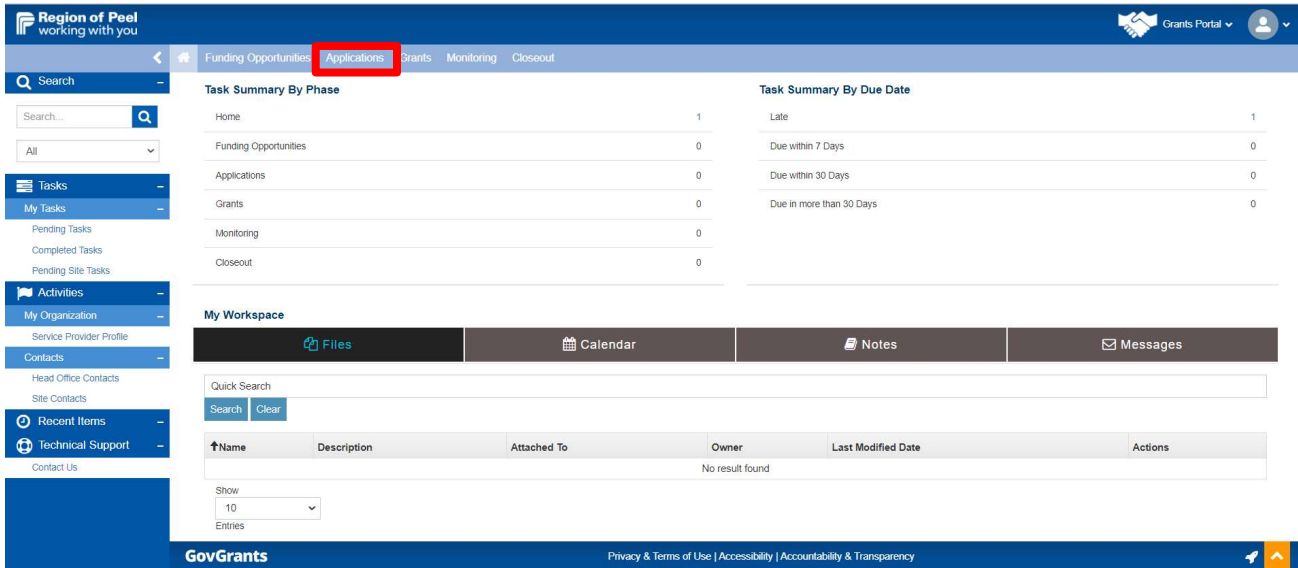 Region of Peel
working with you
Grants Portal
Funding Opportunities Applications Grants Monitoring Closeout
Search
Search...
All
Tasks
My Tasks
Pending Tasks
Completed Tasks
Pending Site Tasks
Activities
My Organization
Service Provider Profile
Contacts
Head Office Contacts
Site Contacts
Recent Items
Technical Support
Contact Us
Task Summary By Phase
Home 1
Funding Opportunities 0
Applications 0
Grants 0
Monitoring 0
Closeout 0
Task Summary By Due Date
Late 1
Due within 7 Days 0
Due within 30 Days 0
Due in more than 30 Days 0
My Workspace
Files Calendar Notes Messages
Quick Search
Search Clear
Name Description Attached To Owner Last Modified Date Actions
No result found
Show
10
Entries
GovGrants Privacy & Terms of Use | Accessibility | Accountability & Transparency